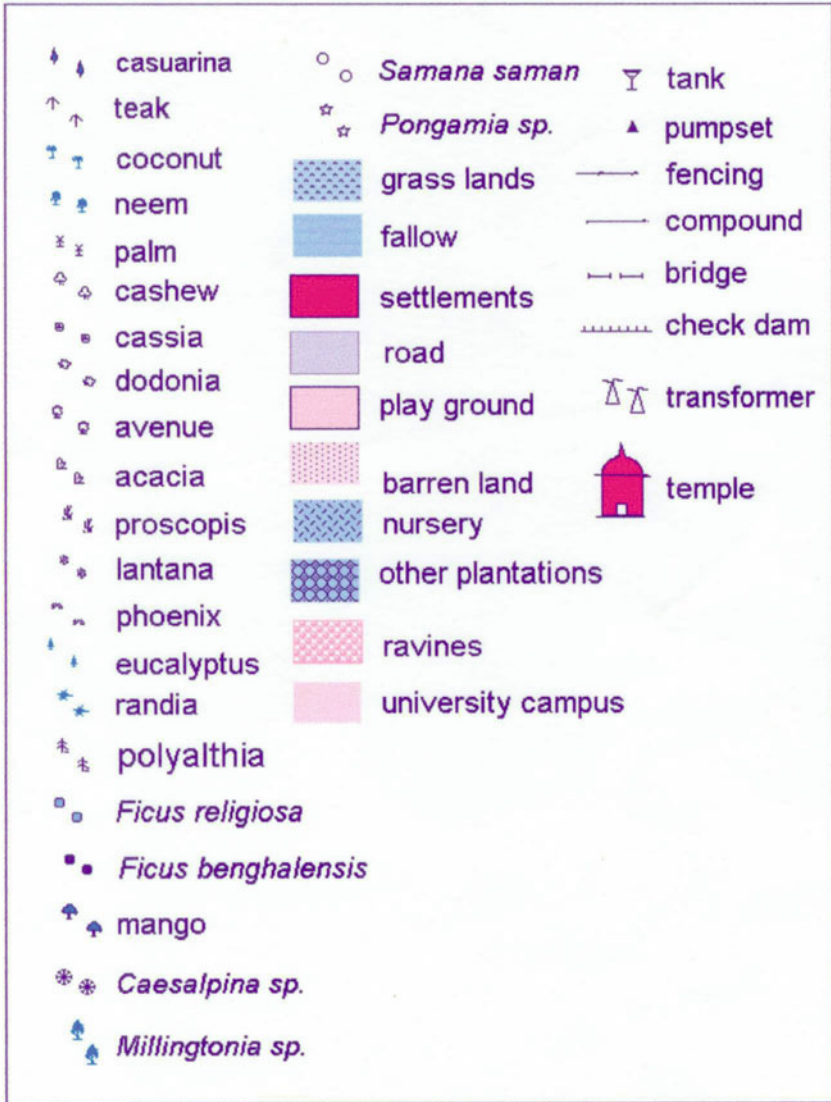 casuarina
teak
coconut
neem
palm
cashew
cassia
dodonia
avenue
acacia
proscopis
lantana
phoenix
eucalyptus
randia
polyalthia
Ficus religiosa
Ficus benghalensis
mango
Caesalpina sp.
Millingtonia sp.
Samana saman
Pongamia sp.
grass lands
fallow
settlements
road
play ground
barren land
nursery
other plantations
ravines
university campus
tank
pumpset
fencing
compound
bridge
check dam
transformer
temple